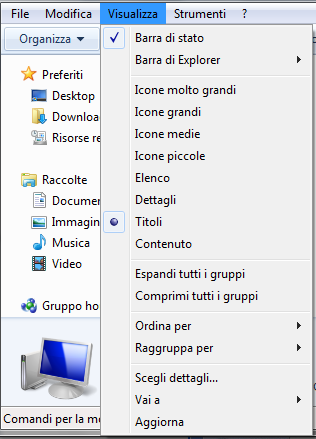 File Modifica Visualizza Strumenti ?
Organizza
Barra di stato
Barra di Explorer
Icone molto grandi
Icone grandi
Icone medie
Icone piccole
Elenco
Dettagli
Titoli
Contenuto
Espandi tutti i gruppi
Comprimi tutti i gruppi
Ordina per
Raggruppa per
Scegli dettagli...
Vai a
Aggiorna
Preferiti
Desktop
Downloa
Risorse re
Raccolte
Docume
Immagin
Musica
Video
Gruppo ho
Comandi per la